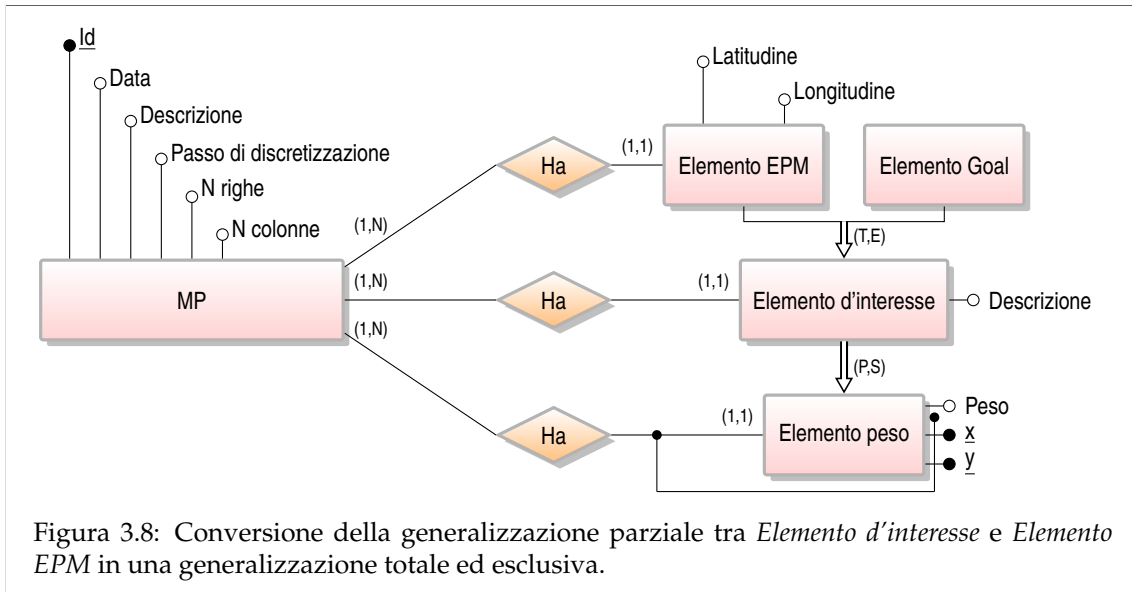 Id
Data
Descrizione
Passo di discretizzazione
N righe
N colonne
MP
(1,N)
(1,N)
(1,N)
Ha
(1,1)
Latitudine
Longitudine
Elemento EPM
Elemento Goal
(T,E)
Ha
(1,1)
Elemento d'interesse
Descrizione
(P,S)
Ha
(1,1)
Elemento peso
Peso
x
y
Figura 3.8: Conversione della generalizzazione parziale tra Elemento d'interesse e Elemento
EPM in una generalizzazione totale ed esclusiva.